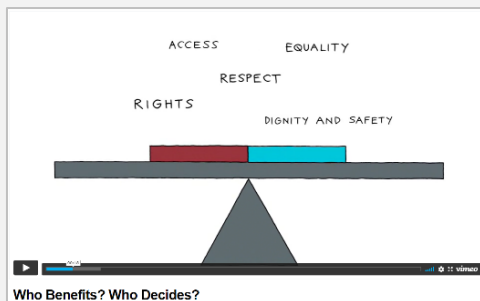 ACCESS
EQUALITY
RESPECT
RIGHTS
DIGNITY AND SAFETY
vimeo
Who Benefits? Who Decides?